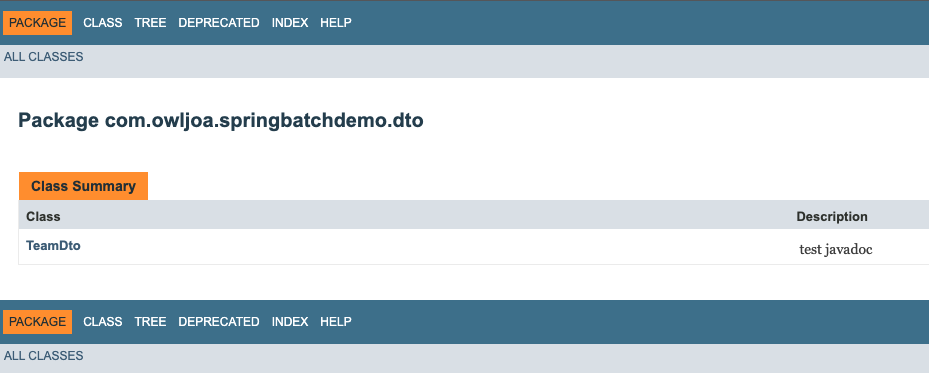 PACKAGE CLASS TREE DEPRECATED INDEX HELP
ALL CLASSES
Package com.owljoa.springbatchdemo.dto
Class Summary
Class Description
TeamDto test javadoc
PACKAGE CLASS TREE DEPRECATED INDEX HELP
ALL CLASSES